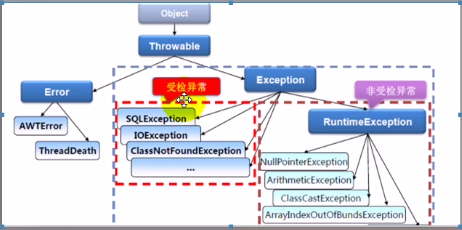 Object
Throwable
受检异常
Exception
非受检异常
Error
SQLException
RuntimeException
AWTError
IOException
ThreadDeath
ClassNotFoundException
...
NullPointerException
ArithmeticException
ClassCastException
ArrayIndexOutOfBundsException